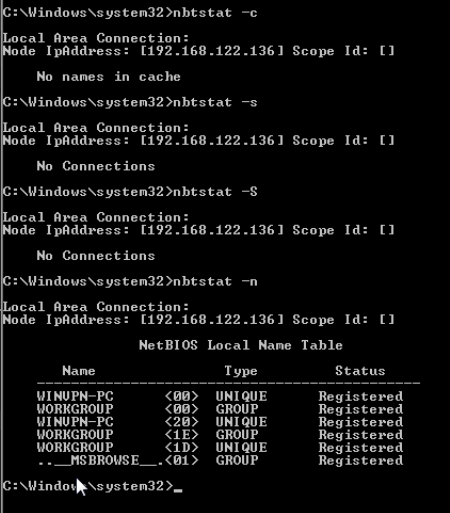 C:\Windows\system32>nbtstat -c
Local Area Connection:
Node IpAddress: [192.168.122.136] Scope Id: []
No names in cache
C:\Windows\system32>nbtstat -s
Local Area Connection:
Node IpAddress: [192.168.122.136] Scope Id: []
No Connections
C:\Windows\system32>nbtstat -S
Local Area Connection:
Node IpAddress: [192.168.122.136] Scope Id: []
No Connections
C:\Windows\system32>nbtstat -n
Local Area Connection:
Node IpAddress: [192.168.122.136] Scope Id: []
NetBIOS Local Name Table
Name Type Status
---------------------------------------------
WINVPN-PC <00> UNIQUE Registered
WORKGROUP <00> GROUP Registered
WINVPN-PC <20> UNIQUE Registered
WORKGROUP <1E> GROUP Registered
WORKGROUP <1D> UNIQUE Registered
..__MSBROWSE__.<01> GROUP Registered
C:\Windows\system32>_